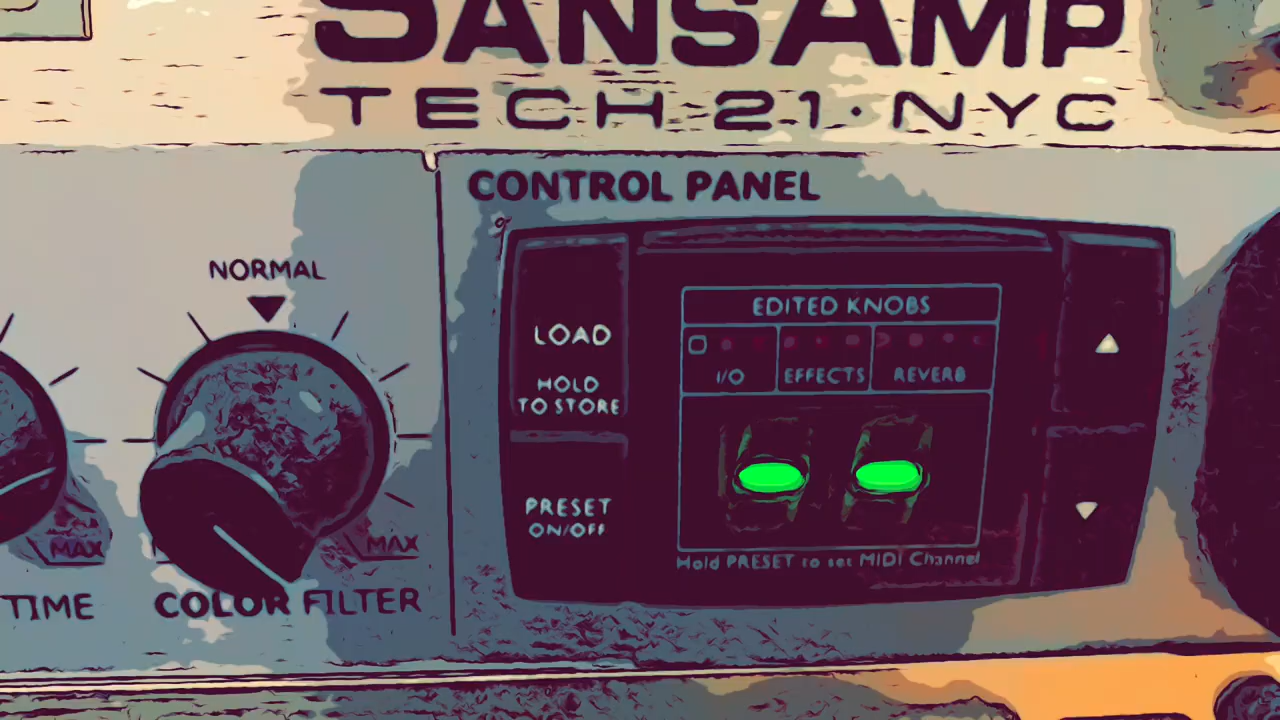 SANSAMP
TECH 21·NYC
CONTROL PANEL
NORMAL
EDITED KNOBS
LOAD
I/O EFFECTS REVERB
HOLD
TO STORE
PRESET
ON/OFF
MAX
MAX
Hold PRESET to set MIDI Channel
TIME
COLOR FILTER